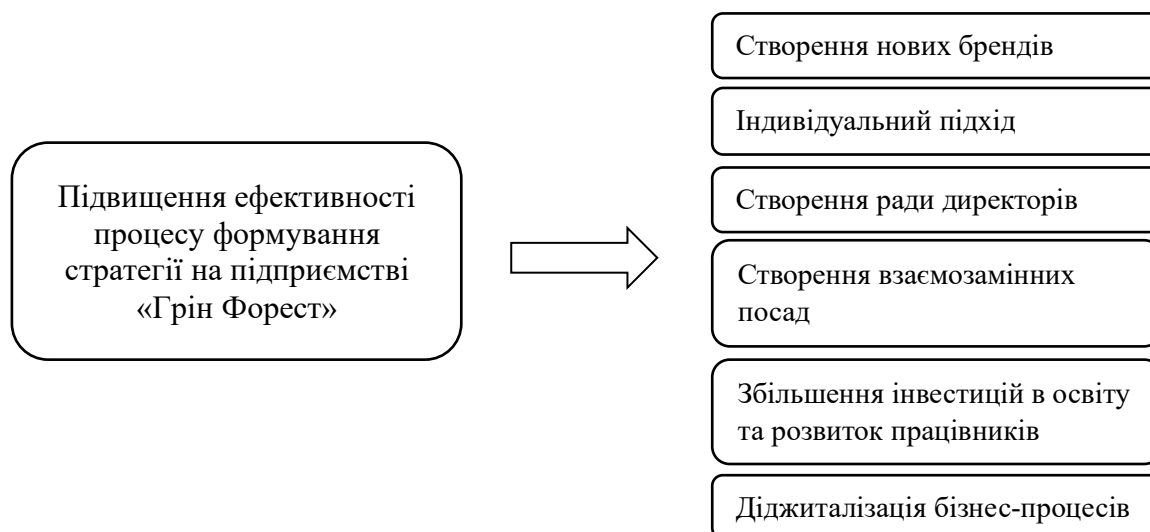 Підвищення ефективності
процесу формування
стратегії на підприємстві
«Грін Форест»
Створення нових брендів
Індивідуальний підхід
Створення ради директорів
Створення взаємозамінних
посад
Збільшення інвестицій в освіту
та розвиток працівників
Діджиталізація бізнес-процесів